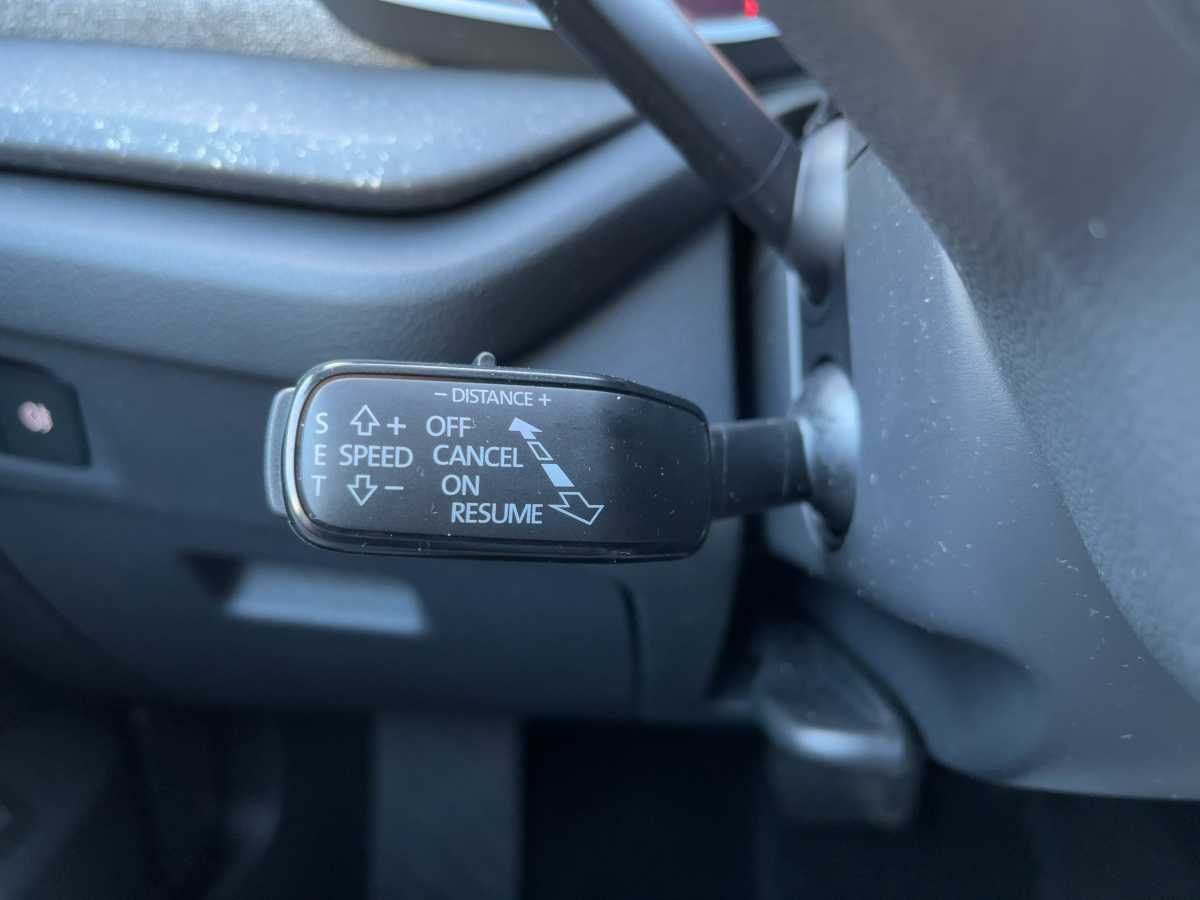 - DISTANCE +
S + OFF
E SPEED CANCEL
T - ON
RESUME